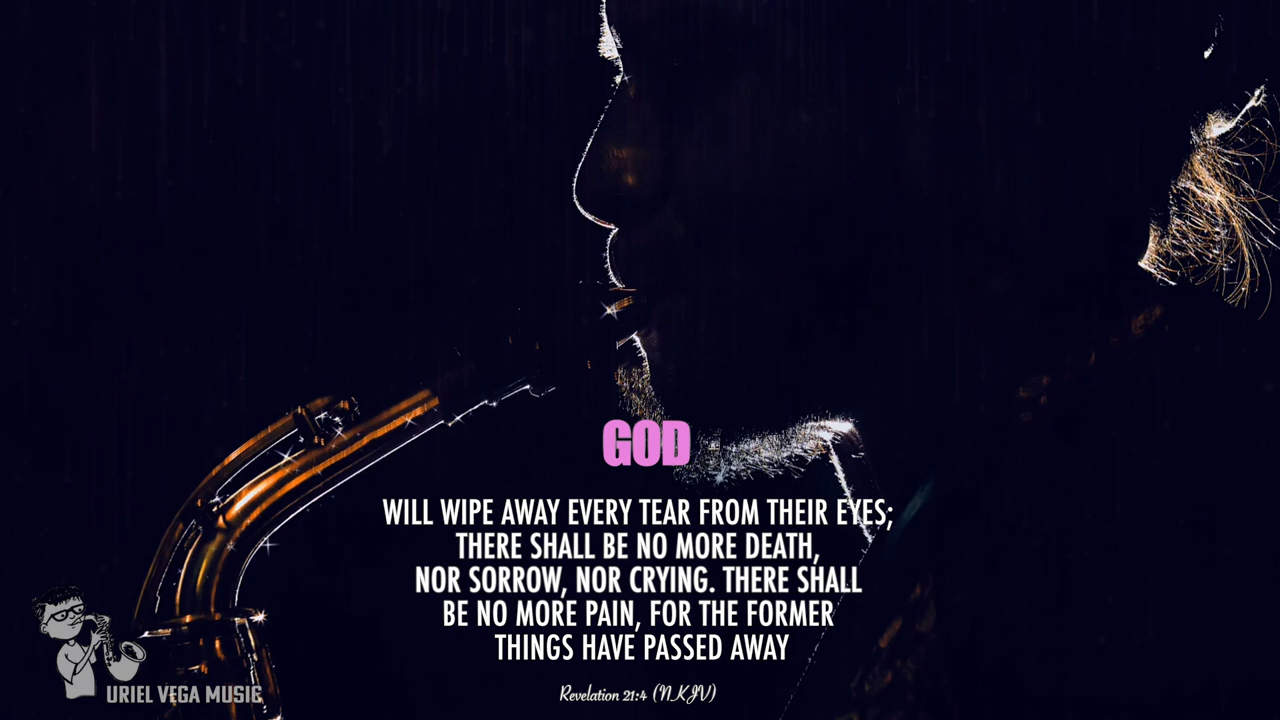 GOD
WILL WIPE AWAY EVERY TEAR FROM THEIR EYES;
THERE SHALL BE NO MORE DEATH,
NOR SORROW, NOR CRYING. THERE SHALL
BE NO MORE PAIN, FOR THE FORMER
THINGS HAVE PASSED AWAY
Revelation 21:4 (NKJV)
URIEL VEGA MUSIC